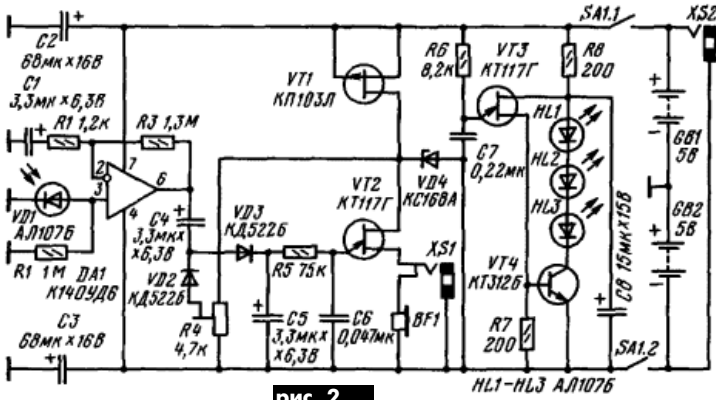 C2
68мк×16В
C1
3,3мк×6,3В
R1 1,2к
R3 1,3М
2
3
7
6
4
VD1
АЛ107Б
R1 1М
DA1
К140УД6
C4
3,3мк×
×6,3В
VD2
КД522Б
VD3
КД522Б
R4
4,7к
C3
68мк×16В
R5 75к
C5
3,3мк×
×6,3В
C6
0,047мк
VT1
КП103Л
VT2
КТ117Г
VD4
КС168А
XS1
BF1
R6
8,2к
VT3
КТ117Г
C7
0,22мк
R8
200
HL1
HL2
HL3
VT4
КТ312Б
R7
200
C8 15мк×15В
SA1.1
XS2
GB1
5В
GB2
5В
SA1.2
HL1-HL3 АЛ107Б
рис. 2